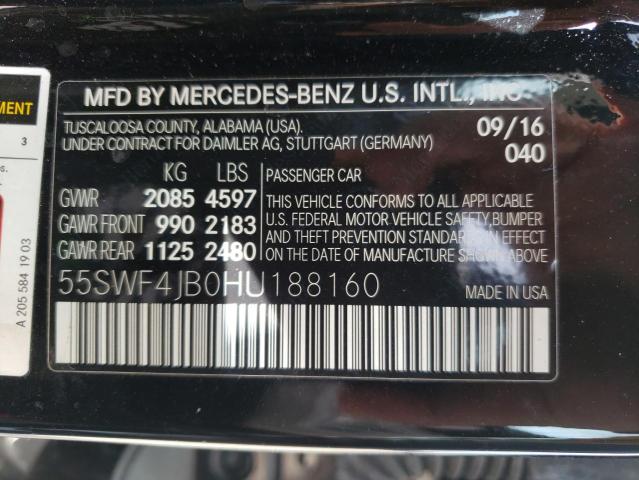 MFD BY MERCEDES-BENZ U.S. INTL., INC
TUSCALOOSA COUNTY, ALABAMA (USA). 09/16
UNDER CONTRACT FOR DAIMLER AG, STUTTGART (GERMANY) 040
KG LBS PASSENGER CAR
GVWR 2085 4597 THIS VEHICLE CONFORMS TO ALL APPLICABLE
GAWR FRONT 990 2183 U.S. FEDERAL MOTOR VEHICLE SAFETY,BUMPER
AND THEFT PREVENTION STANDARDS IN EFFECT
GAWR REAR 1125 2480 ON THE DATE OF MANUFACTURE SHOWN ABOVE.
55SWF4JB0HU188160 MADE IN USA
3
A 205 584 19 03